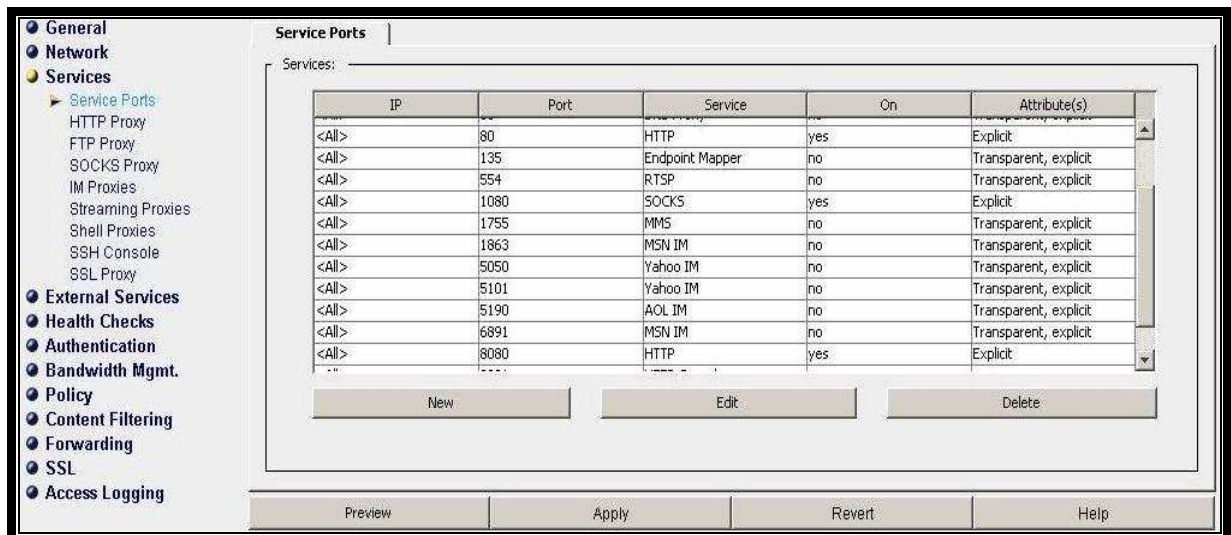 General
Network
Services
Service Ports
HTTP Proxy
FTP Proxy
SOCKS Proxy
IM Proxies
Streaming Proxies
Shell Proxies
SSH Console
SSL Proxy
External Services
Health Checks
Authentication
Bandwidth Mgmt.
Policy
Content Filtering
Forwarding
SSL
Access Logging
Service Ports
Services:
IP Port Service On Attribute(s)
<All> 80 HTTP yes Explicit
<All> 135 Endpoint Mapper no Transparent, explicit
<All> 554 RTSP no Transparent, explicit
<All> 1080 SOCKS yes Explicit
<All> 1755 MMS no Transparent, explicit
<All> 1863 MSN IM no Transparent, explicit
<All> 5050 Yahoo IM no Transparent, explicit
<All> 5101 Yahoo IM no Transparent, explicit
<All> 5190 AOL IM no Transparent, explicit
<All> 6891 MSN IM no Transparent, explicit
<All> 8080 HTTP yes Explicit
New Edit Delete
Preview Apply Revert Help